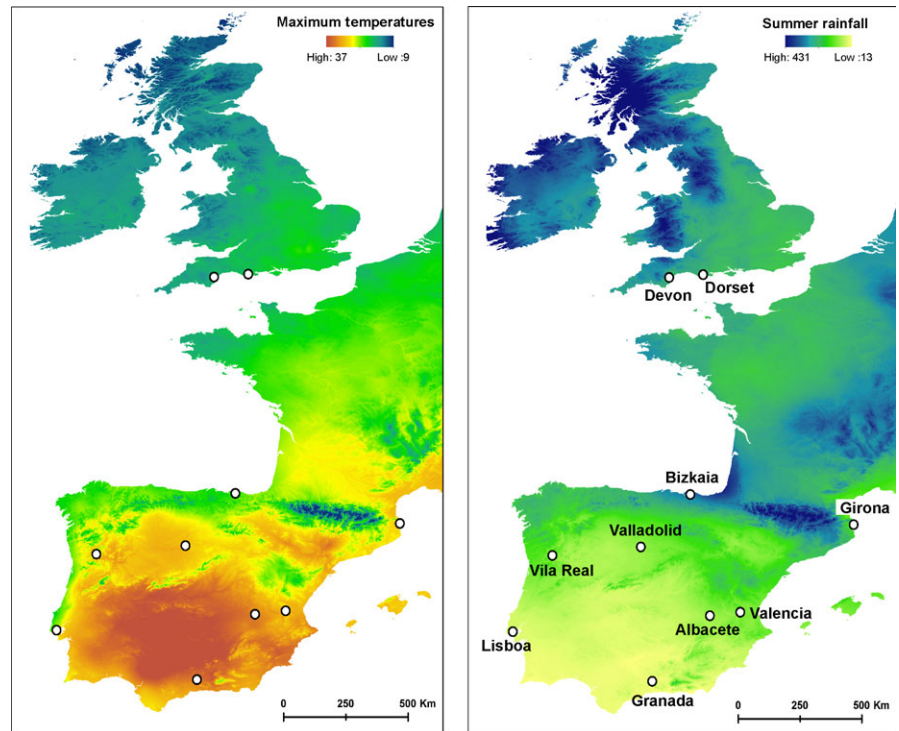 Maximum temperatures
High: 37
Low :9
0
250
500 Km
Summer rainfall
High: 431
Low :13
Devon
Dorset
Bizkaia
Girona
Valladolid
Vila Real
Valencia
Albacete
Lisboa
Granada
0
250
500 Km